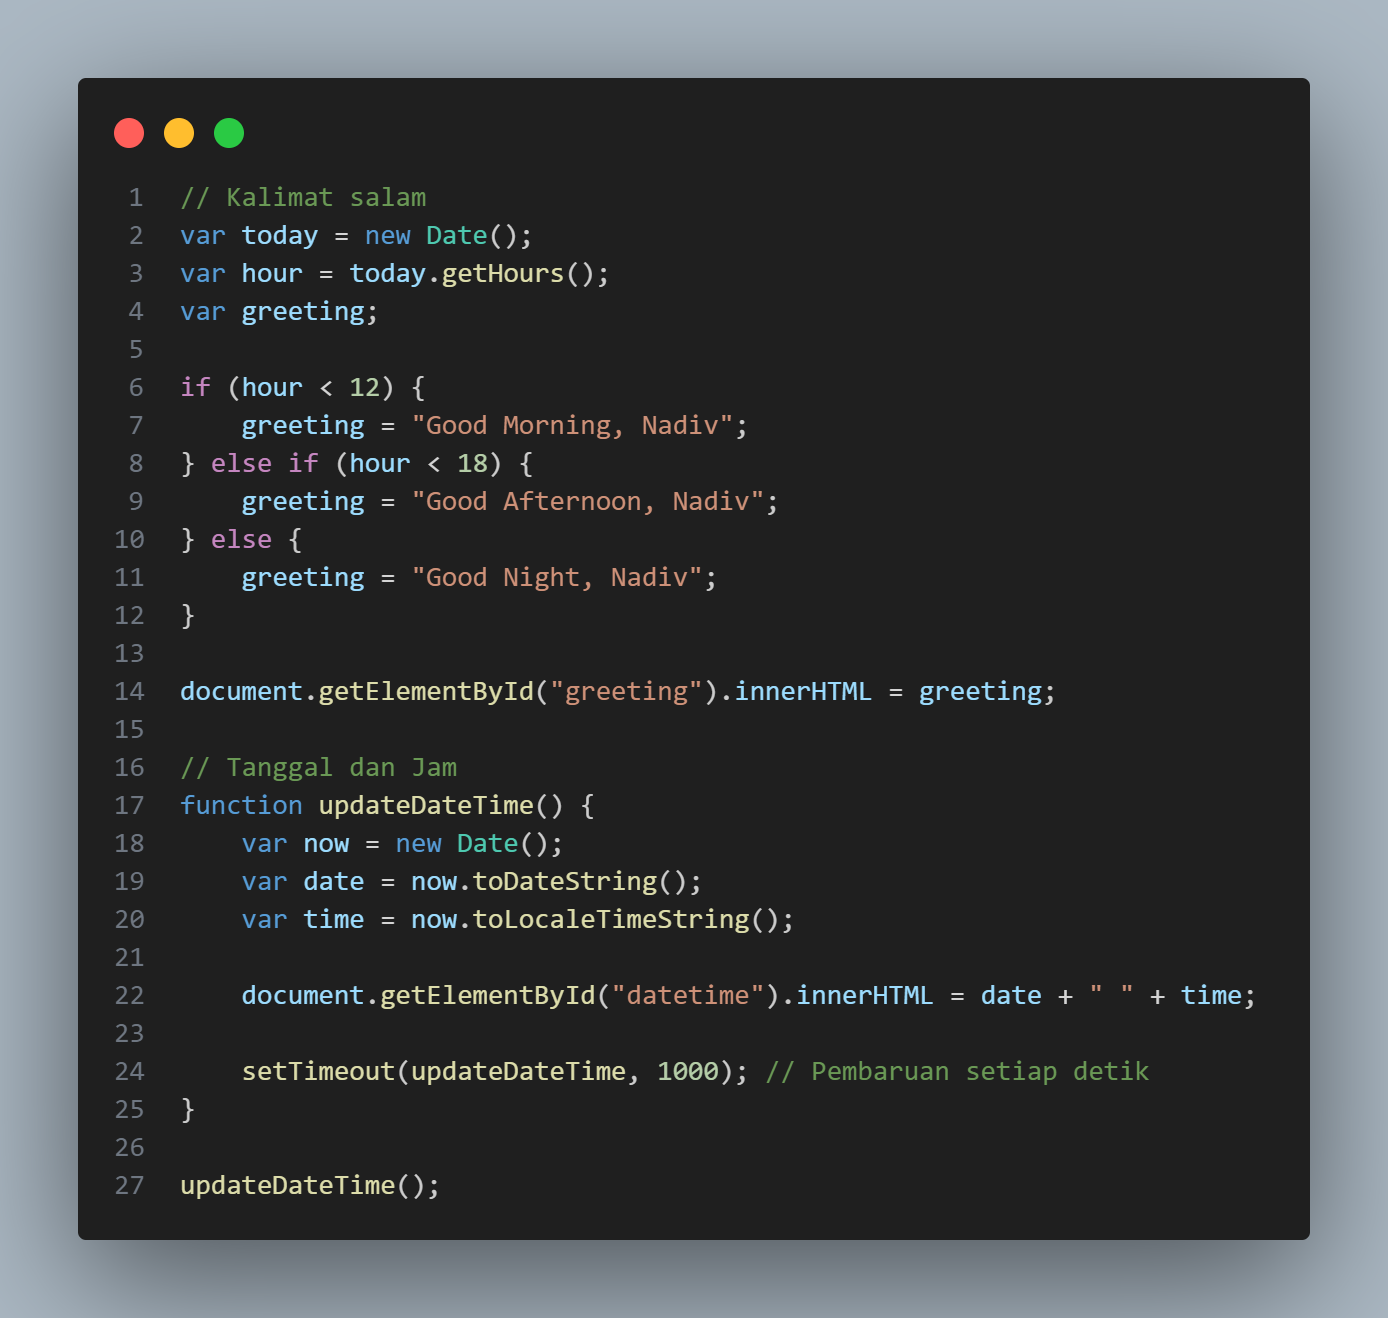 1 // Kalimat salam
2 var today = new Date();
3 var hour = today.getHours();
4 var greeting;
5
6 if (hour < 12) {
7     greeting = "Good Morning, Nadiv";
8 } else if (hour < 18) {
9     greeting = "Good Afternoon, Nadiv";
10 } else {
11     greeting = "Good Night, Nadiv";
12 }
13
14 document.getElementById("greeting").innerHTML = greeting;
15
16 // Tanggal dan Jam
17 function updateDateTime() {
18     var now = new Date();
19     var date = now.toDateString();
20     var time = now.toLocaleTimeString();
21
22     document.getElementById("datetime").innerHTML = date + " " + time;
23
24     setTimeout(updateDateTime, 1000); // Pembaruan setiap detik
25 }
26
27 updateDateTime();